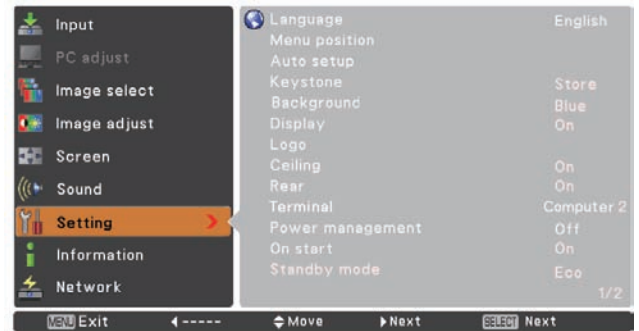 Input
PC adjust
Image select
Image adjust
Screen
Sound
Setting
Information
Network
Language English
Menu position
Auto setup
Keystone Store
Background Blue
Display On
Logo
Ceiling On
Rear On
Terminal Computer 2
Power management Off
On start On
Standby mode Eco
1/2
MENU Exit ----- Move Next SELECT Next